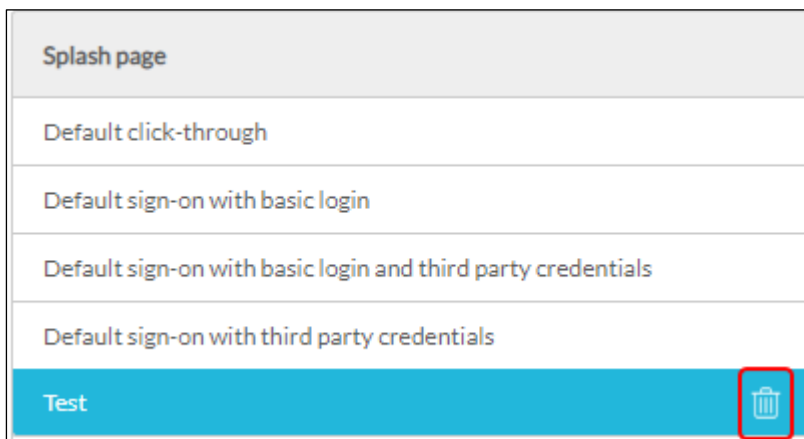 Splash page
Default click-through
Default sign-on with basic login
Default sign-on with basic login and third party credentials
Default sign-on with third party credentials
Test